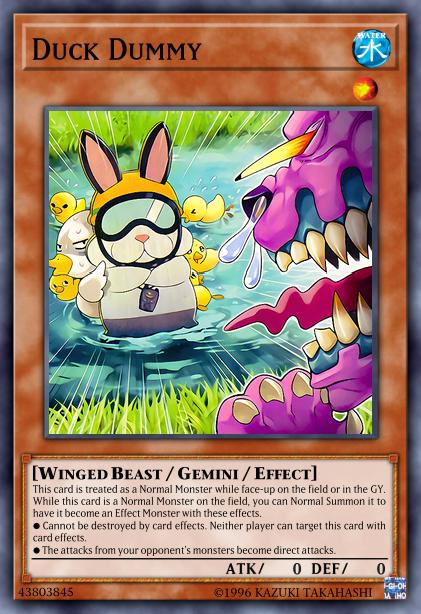 DUCK DUMMY
WATER
水
[WINGED BEAST / GEMINI / EFFECT]
This card is treated as a Normal Monster while face-up on the field or in the GY.
While this card is a Normal Monster on the field, you can Normal Summon it to
have it become an Effect Monster with these effects.
● Cannot be destroyed by card effects. Neither player can target this card with
card effects.
● The attacks from your opponent's monsters become direct attacks.
ATK/ 0 DEF/ 0
43803845 ©1996 KAZUKI TAKAHASHI